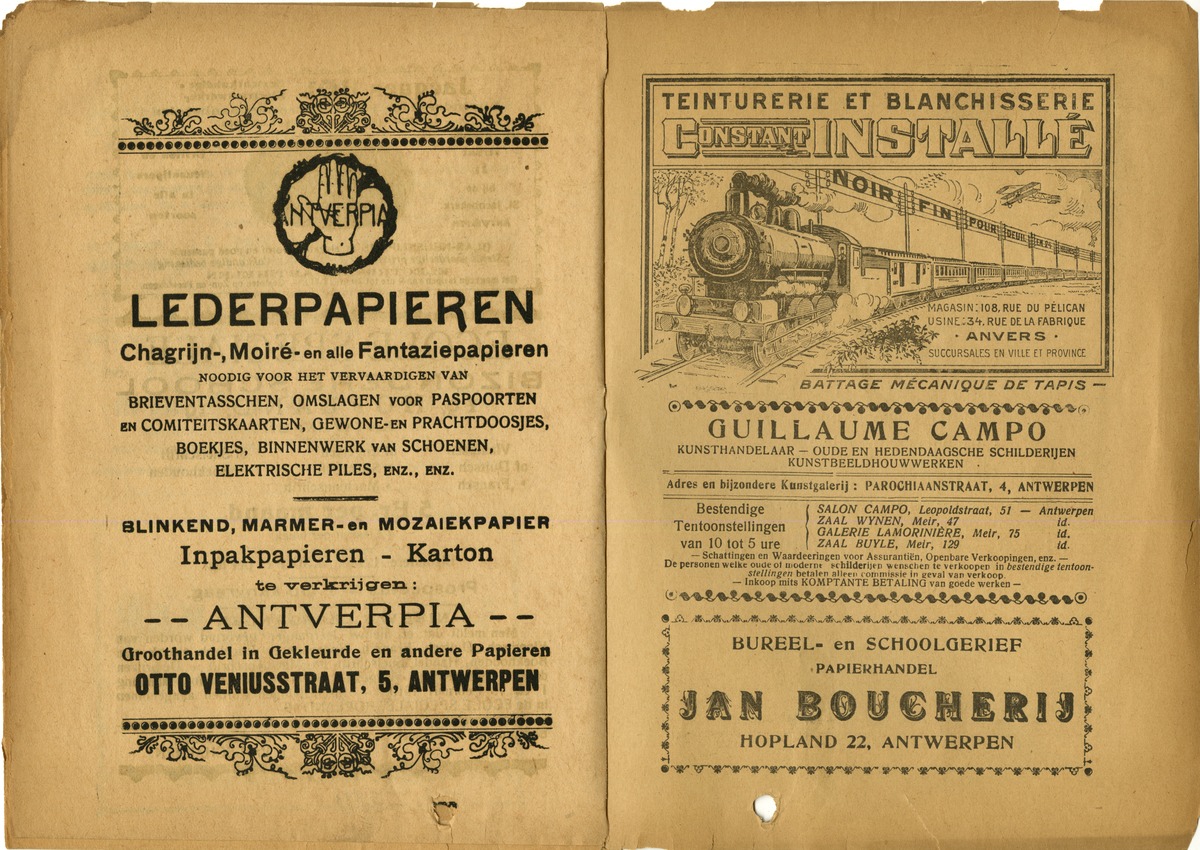 ANTVERPIA
LEDERPAPIEREN
Chagrijn-, Moiré- en alle Fantaziepapieren
NOODIG VOOR HET VERVAARDIGEN VAN
BRIEVENTASSCHEN, OMSLAGEN VOOR PASPOORTEN
EN COMITEITSKAARTEN, GEWONE- EN PRACHTDOOSJES,
BOEKJES, BINNENWERK VAN SCHOENEN,
ELEKTRISCHE PILES, ENZ., ENZ.
BLINKEND, MARMER- en MOZAIEKPAPIER
Inpakpapieren - Karton
te verkrijgen:
-- ANTVERPIA --
Groothandel in Gekleurde en andere Papieren
OTTO VENIUSSTRAAT, 5, ANTWERPEN
TEINTURERIE ET BLANCHISSERIE
CONSTANT INSTALLÉ
NOIR FIN POUR DEUIL EN 24
MAGASIN: 108, RUE DU PÉLICAN
USINE: 34, RUE DE LA FABRIQUE
· ANVERS ·
SUCCURSALES EN VILLE ET PROVINCE
BATTAGE MÉCANIQUE DE TAPIS —
GUILLAUME CAMPO
KUNSTHANDELAAR — OUDE EN HEDENDAAGSCHE SCHILDERIJEN
KUNSTBEELDHOUWWERKEN
Adres en bijzondere Kunstgalerij : PAROCHIAANSTRAAT, 4, ANTWERPEN
Bestendige
Tentoonstellingen
van 10 tot 5 ure
SALON CAMPO, Leopoldstraat, 51 — Antwerpen
ZAAL WYNEN, Meir, 47 id.
GALERIE LAMORINIÈRE, Meir, 75 id.
ZAAL BUYLE, Meir, 129 id.
— Schattingen en Waardeeringen voor Assurantiën, Openbare Verkoopingen, enz. —
De personen welke oude of moderne schilderijen wenschen te verkoopen in bestendige tentoon-
stellingen betalen alleen commissie in geval van verkoop.
— Inkoop mits KOMPTANTE BETALING van goede werken —
BUREEL- en SCHOOLGERIEF
PAPIERHANDEL
JAN BOUCHERIJ
HOPLAND 22, ANTWERPEN